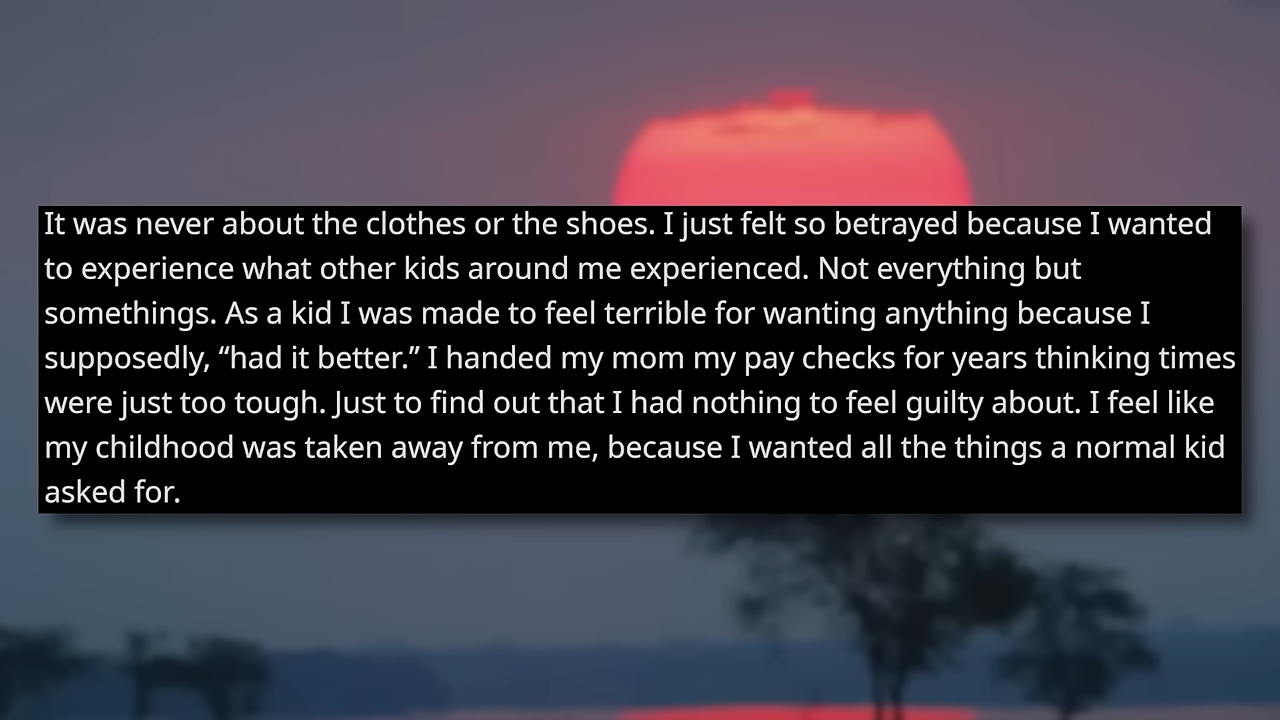 It was never about the clothes or the shoes. I just felt so betrayed because I wanted
to experience what other kids around me experienced. Not everything but
somethings. As a kid I was made to feel terrible for wanting anything because I
supposedly, “had it better.” I handed my mom my pay checks for years thinking times
were just too tough. Just to find out that I had nothing to feel guilty about. I feel like
my childhood was taken away from me, because I wanted all the things a normal kid
asked for.